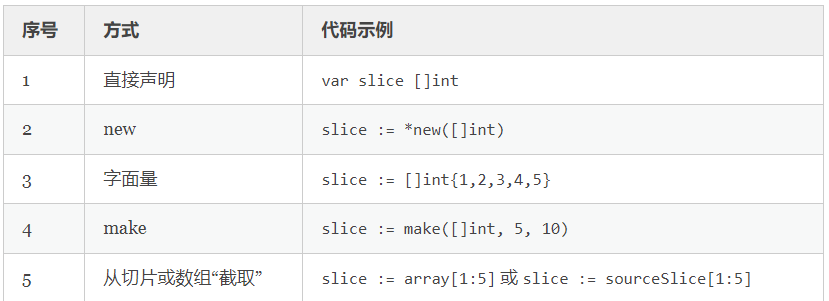 序号 方式 代码示例
1 直接声明 var slice []int
2 new slice := *new([]int)
3 字面量 slice := []int{1,2,3,4,5}
4 make slice := make([]int, 5, 10)
5 从切片或数组“截取” slice := array[1:5] 或 slice := sourceSlice[1:5]